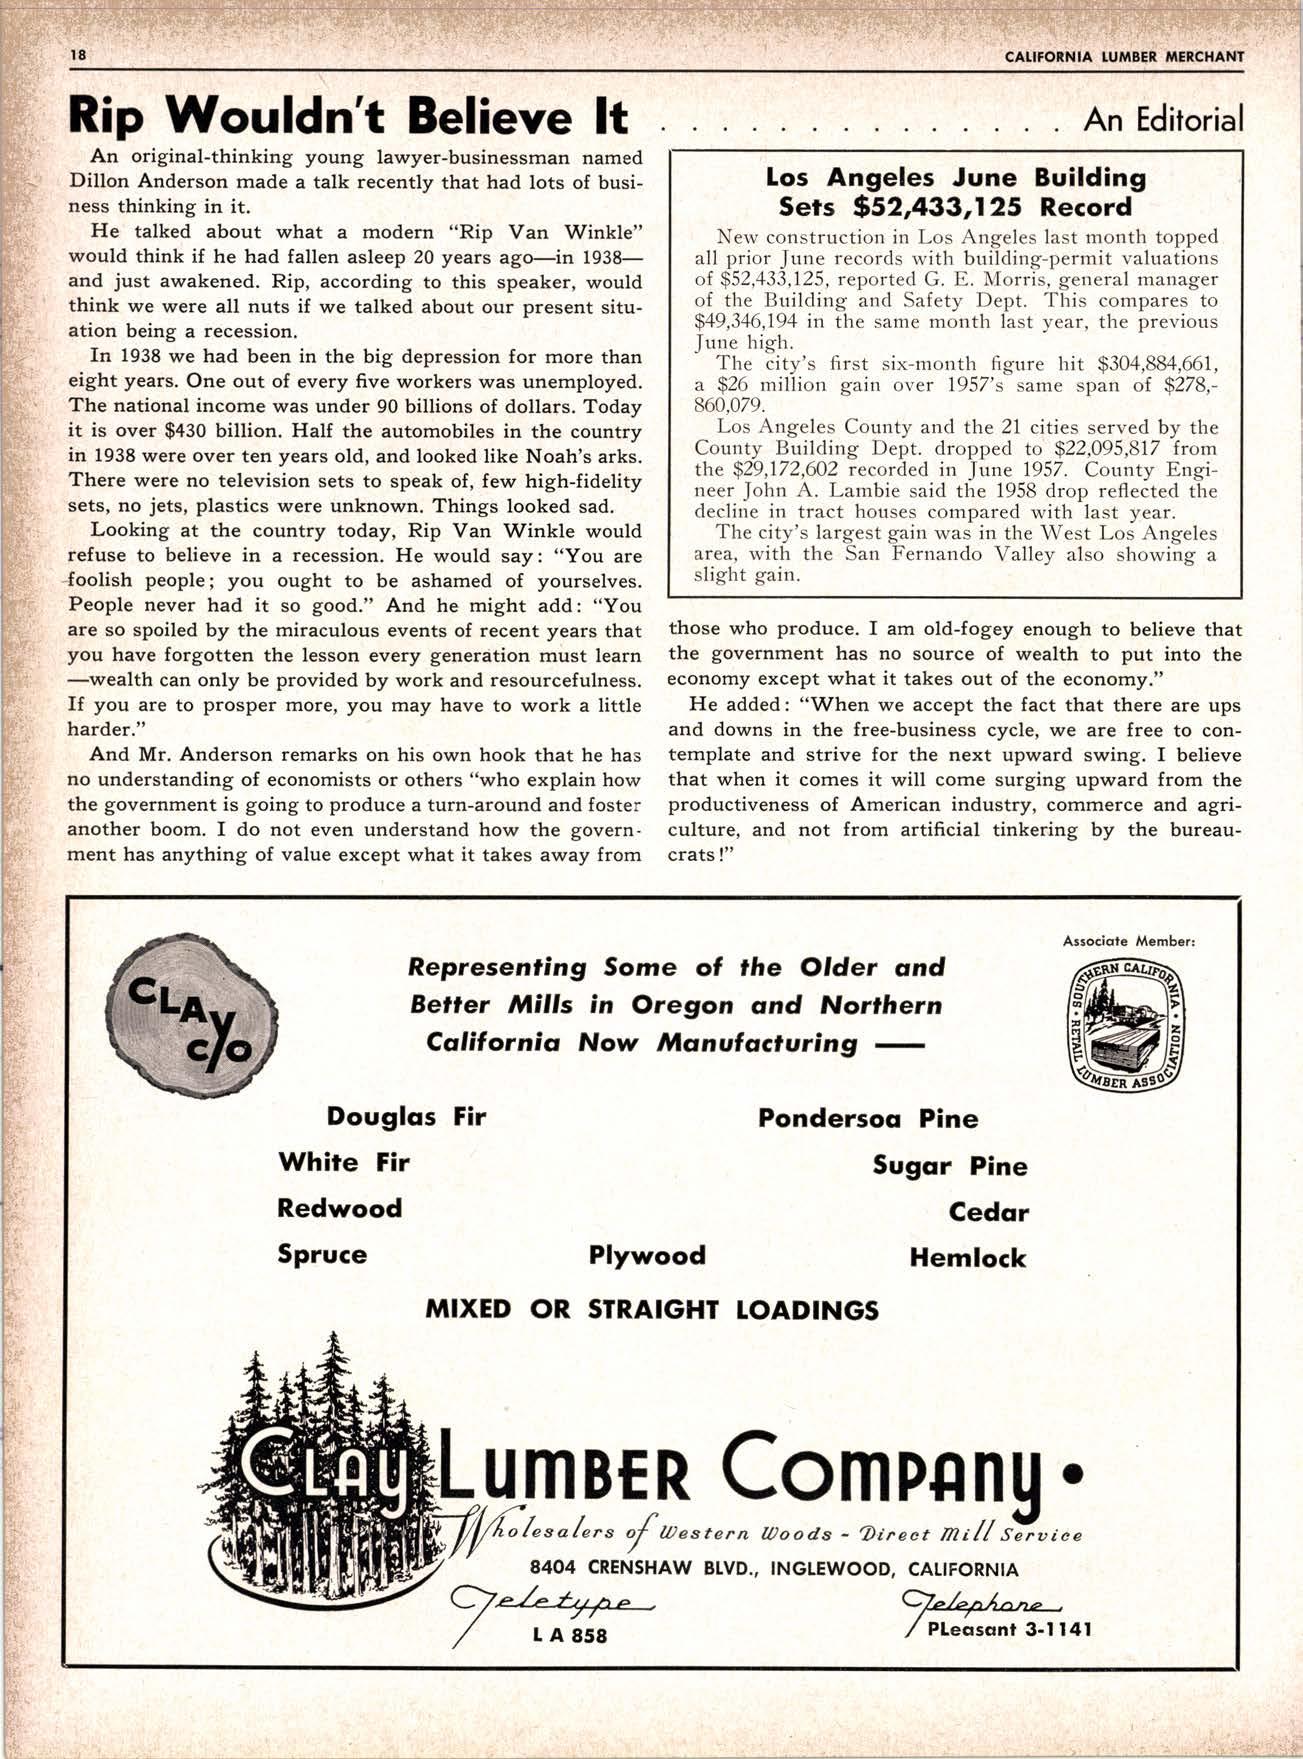 18
CALIFORNIA LUMBER MERCHANT
Rip Wouldn't Believe It . . . . . . . . . . . . . . . An Editorial
An original-thinking young lawyer-businessman named
Dillon Anderson made a talk recently that had lots of busi-
ness thinking in it.
He talked about what a modern “Rip Van Winkle”
would think if he had fallen asleep 20 years ago—in 1938—
and just awakened. Rip, according to this speaker, would
think we were all nuts if we talked about our present situ-
ation being a recession.
In 1938 we had been in the big depression for more than
eight years. One out of every five workers was unemployed.
The national income was under 90 billions of dollars. Today
it is over $430 billion. Half the automobiles in the country
in 1938 were over ten years old, and looked like Noah's arks.
There were no television sets to speak of, few high-fidelity
sets, no jets, plastics were unknown. Things looked sad.
Looking at the country today, Rip Van Winkle would
refuse to believe in a recession. He would say: “You are
foolish people; you ought to be ashamed of yourselves.
People never had it so good.” And he might add: “You
are so spoiled by the miraculous events of recent years that
you have forgotten the lesson every generation must learn
—wealth can only be provided by work and resourcefulness.
If you are to prosper more, you may have to work a little
harder.”
And Mr. Anderson remarks on his own hook that he has
no understanding of economists or others “who explain how
the government is going to produce a turn-around and foster
another boom. I do not even understand how the govern-
ment has anything of value except what it takes away from
Los Angeles June Building
Sets $52,433,125 Record
New construction in Los Angeles last month topped
all prior June records with building-permit valuations
of $52,433,125, reported G. E. Morris, general manager
of the Building and Safety Dept. This compares to
$49,346,194 in the same month last year, the previous
June high.
The city's first six-month figure hit $304,884,661,
a $26 million gain over 1957's same span of $278,-
860,079.
Los Angeles County and the 21 cities served by the
County Building Dept. dropped to $22,095,817 from
the $29,172,602 recorded in June 1957. County Engi-
neer John A. Lambie said the 1958 drop reflected the
decline in tract houses compared with last year.
The city's largest gain was in the West Los Angeles
area, with the San Fernando Valley also showing a
slight gain.
those who produce. I am old-fogey enough to believe that
the government has no source of wealth to put into the
economy except what it takes out of the economy.”
He added: “When we accept the fact that there are ups
and downs in the free-business cycle, we are free to con-
template and strive for the next upward swing. I believe
that when it comes it will come surging upward from the
productiveness of American industry, commerce and agri-
culture, and not from artificial tinkering by the bureau-
crats!”
CLAY
C/O
Representing Some of the Older and
Better Mills in Oregon and Northern
California Now Manufacturing —
Associate Member:
SOUTHERN CALIFORNIA
RETAIL LUMBER ASSOCIATION
Douglas Fir
Pondersoa Pine
White Fir
Sugar Pine
Redwood
Cedar
Spruce
Plywood
Hemlock
MIXED OR STRAIGHT LOADINGS
CLAY LUMBER COMPANY •
Wholesalers of Western Woods - Direct Mill Service
8404 CRENSHAW BLVD., INGLEWOOD, CALIFORNIA
Teletype
L A 858
Telephone
PLeasant 3-1141